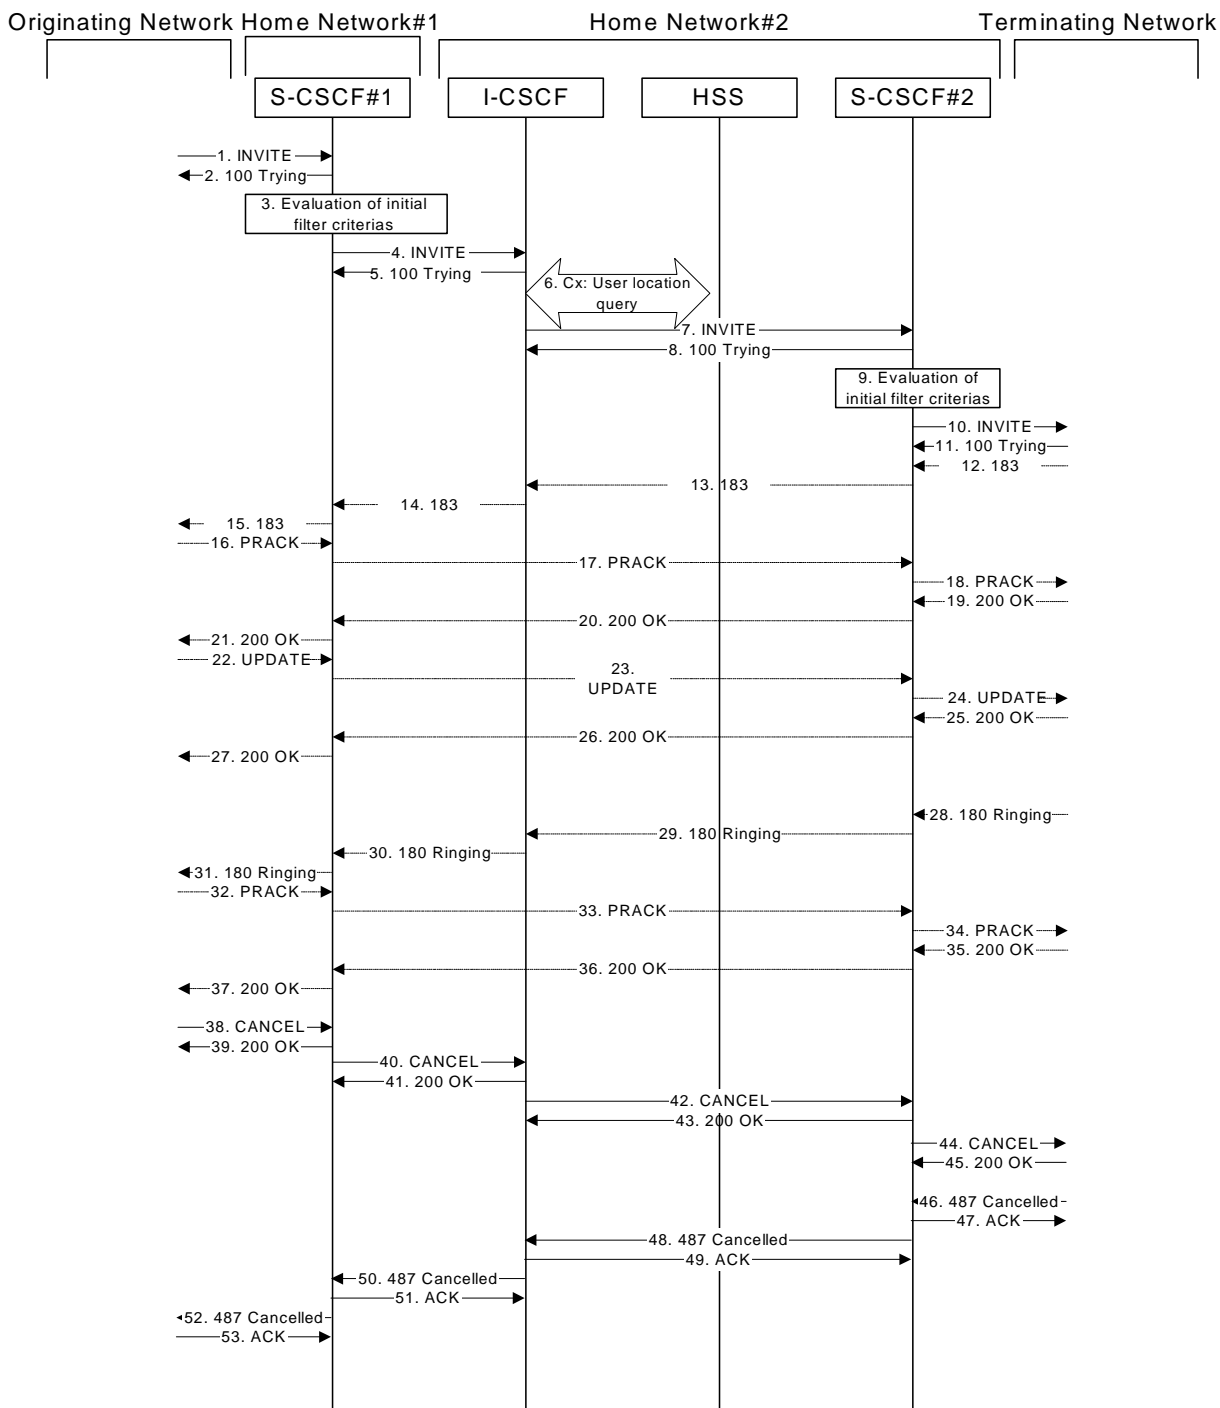 Originating Network Home Network#1 Home Network#2 Terminating Network
S-CSCF#1 I-CSCF HSS S-CSCF#2
1. INVITE
2. 100 Trying
3. Evaluation of initial
filter criterias
4. INVITE
5. 100 Trying
6. Cx: User location
query
7. INVITE
8. 100 Trying
9. Evaluation of
initial filter criterias
10. INVITE
11. 100 Trying
12. 183
13. 183
14. 183
15. 183
16. PRACK
17. PRACK
18. PRACK
19. 200 OK
20. 200 OK
21. 200 OK
22. UPDATE
23.
UPDATE
24. UPDATE
25. 200 OK
26. 200 OK
27. 200 OK
28. 180 Ringing
29. 180 Ringing
30. 180 Ringing
31. 180 Ringing
32. PRACK
33. PRACK
34. PRACK
35. 200 OK
36. 200 OK
37. 200 OK
38. CANCEL
39. 200 OK
40. CANCEL
41. 200 OK
42. CANCEL
43. 200 OK
44. CANCEL
45. 200 OK
46. 487 Cancelled
47. ACK
48. 487 Cancelled
49. ACK
50. 487 Cancelled
51. ACK
52. 487 Cancelled
53. ACK